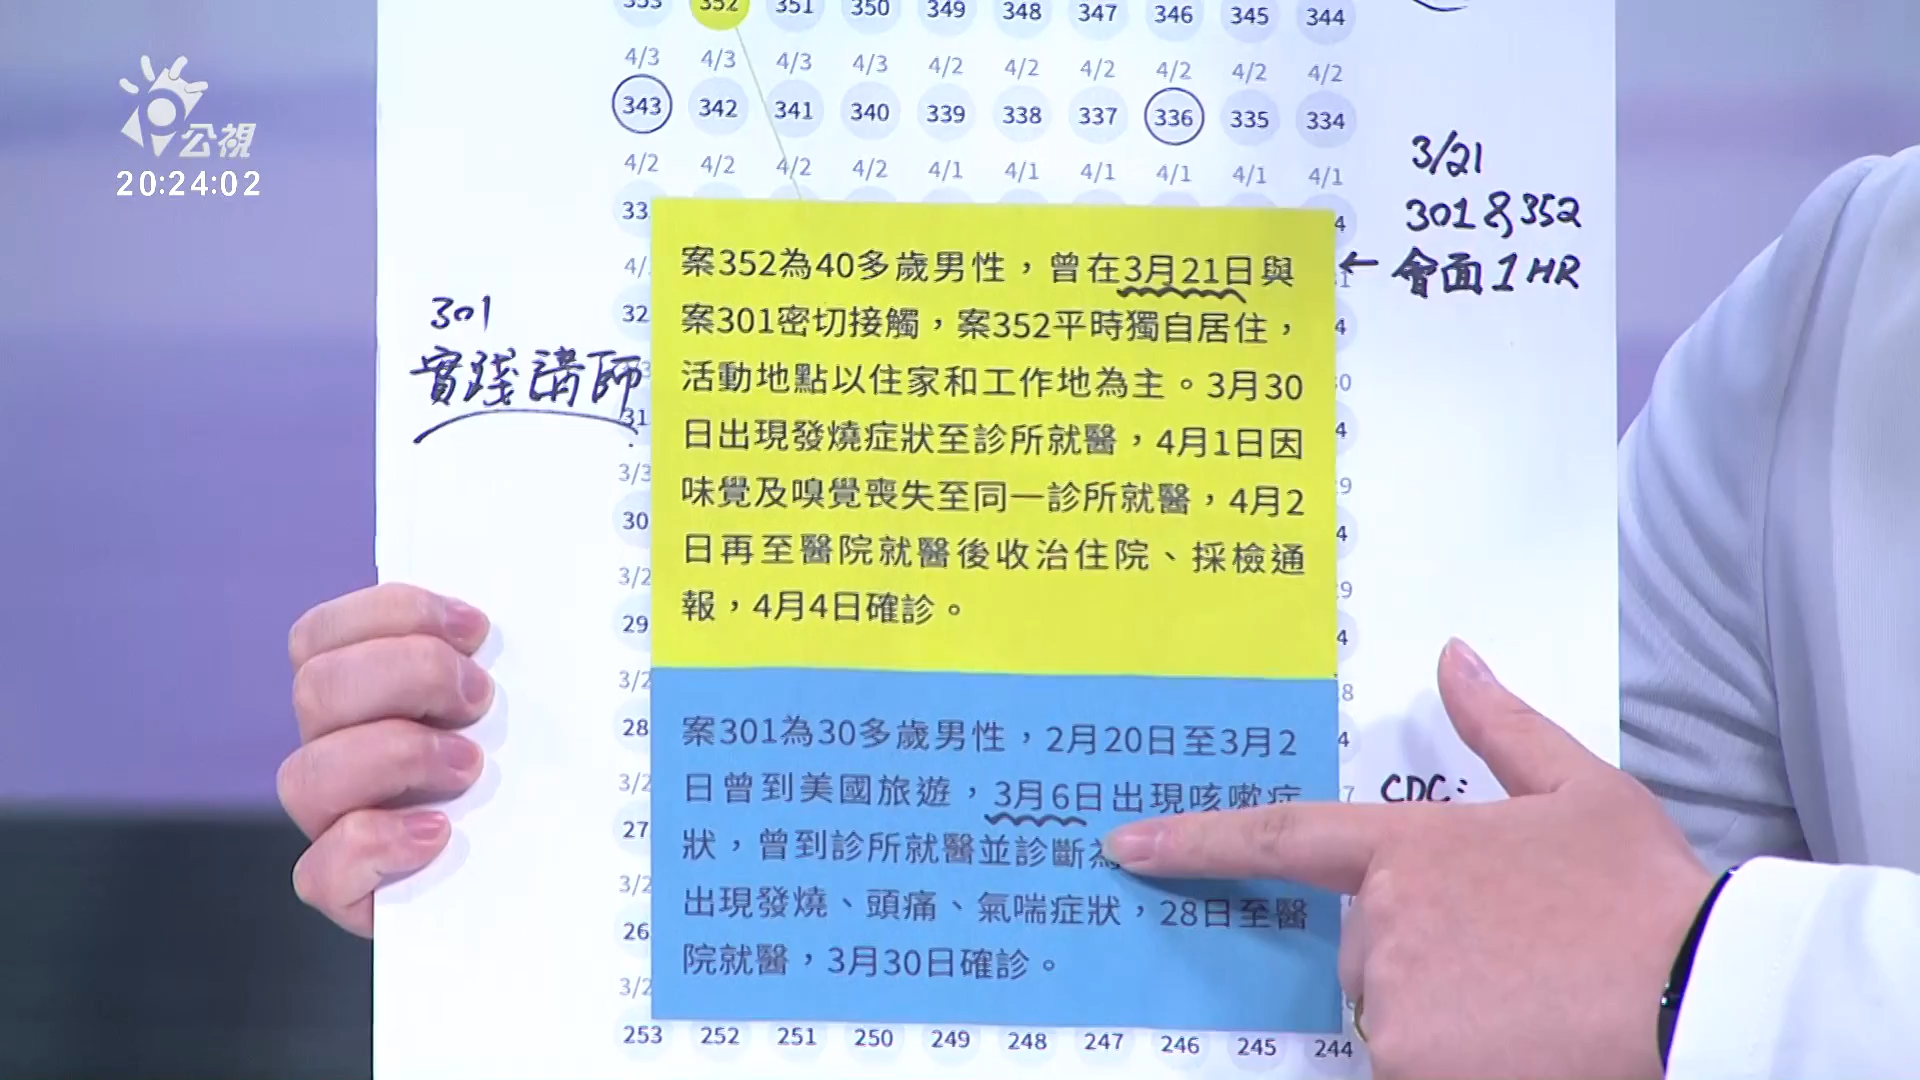 公視
20:24:02
352 351 350 349 348 347 346 345 344
4/3 4/3 4/3 4/3 4/2 4/2 4/2 4/2 4/2 4/2
343 342 341 340 339 338 337 336 335 334
4/2 4/2 4/2 4/2 4/1 4/1 4/1 4/1 4/1 4/1
3/21
301&352
←會面1HR
301
實踐講師
案352為40多歲男性,曾在3月21日與
案301密切接觸,案352平時獨自居住,
活動地點以住家和工作地為主。3月30
日出現發燒症狀至診所就醫,4月1日因
味覺及嗅覺喪失至同一診所就醫,4月2
日再至醫院就醫後收治住院、採檢通
報,4月4日確診。
案301為30多歲男性,2月20日至3月2
日曾到美國旅遊,3月6日出現咳嗽症
狀,曾到診所就醫並診斷為
出現發燒、頭痛、氣喘症狀,28日至醫
院就醫,3月30日確診。
CDC:
253 252 251 250 249 248 247 246 245 244